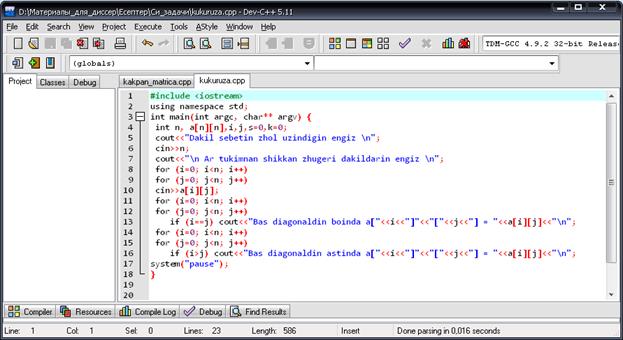 D:\Материалы_для_диссер\Есептер\Си_задачи\kukuruza.cpp - Dev-C++ 5.11
File Edit Search View Project Execute Tools AStyle Window Help
TDM-GCC 4.9.2 32-bit Releas
(globals)
Project Classes Debug
kakpan_matrica.cpp kukuruza.cpp
1 #include <iostream>
2 using namespace std;
3 int main(int argc, char** argv) {
4 int n, a[n][n],i,j,s=0,k=0;
5 cout<<"Dakil sebetin zhol uzindigin engiz \n";
6 cin>>n;
7 cout<<"\n Ar tukimnan shikkan zhugeri dakildarin engiz \n";
8 for (i=0; i<n; i++)
9 for (j=0; j<n; j++)
10 cin>>a[i][j];
11 for (i=0; i<n; i++)
12 for (j=0; j<n; j++)
13 if (i==j) cout<<"Bas diagonaldin boinda a["<<i<<"]"<<"["<<j<<"] = "<<a[i][j]<<"\n";
14 for (i=0; i<n; i++)
15 for (j=0; j<n; j++)
16 if (i>j) cout<<"Bas diagonaldin astinda a["<<i<<"]"<<"["<<j<<"] = "<<a[i][j]<<"\n";
17 system("pause");
18 }
19
20
Compiler Resources Compile Log Debug Find Results
Line: 1 Col: 1 Sel: 0 Lines: 23 Length: 586 Insert Done parsing in 0,016 seconds